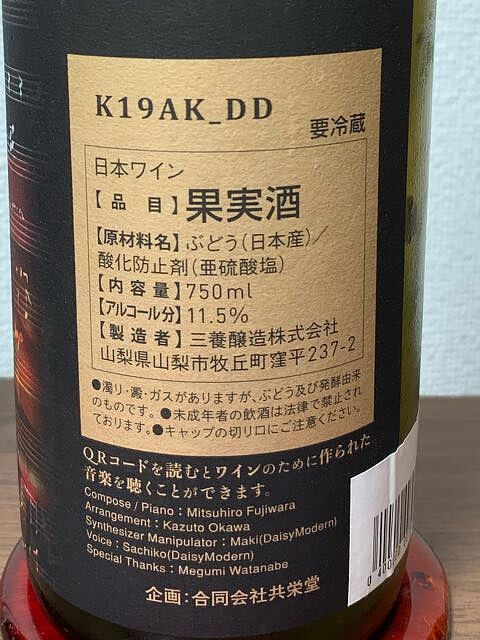 K19AK_DD
要冷蔵
日本ワイン
【品 目】果実酒
【原材料名】ぶどう(日本産)/
酸化防止剤(亜硫酸塩)
【内容量】750ml
【アルコール分】11.5%
【製造者】三養醸造株式会社
山梨県山梨市牧丘町窪平237-2
●濁り・澱・ガスがありますが、ぶどう及び発酵由来
のものです。●未成年者の飲酒は法律で禁止され
ております。●キャップの切り口にご注意ください。
QRコードを読むとワインのために作られた
音楽を聴くことができます。
Compose / Piano : Mitsuhiro Fujiwara
Arrangement : Kazuto Okawa
Synthesizer Manipulator : Maki(DaisyModern)
Voice : Sachiko(DaisyModern)
Special Thanks : Megumi Watanabe
企画:合同会社共栄堂